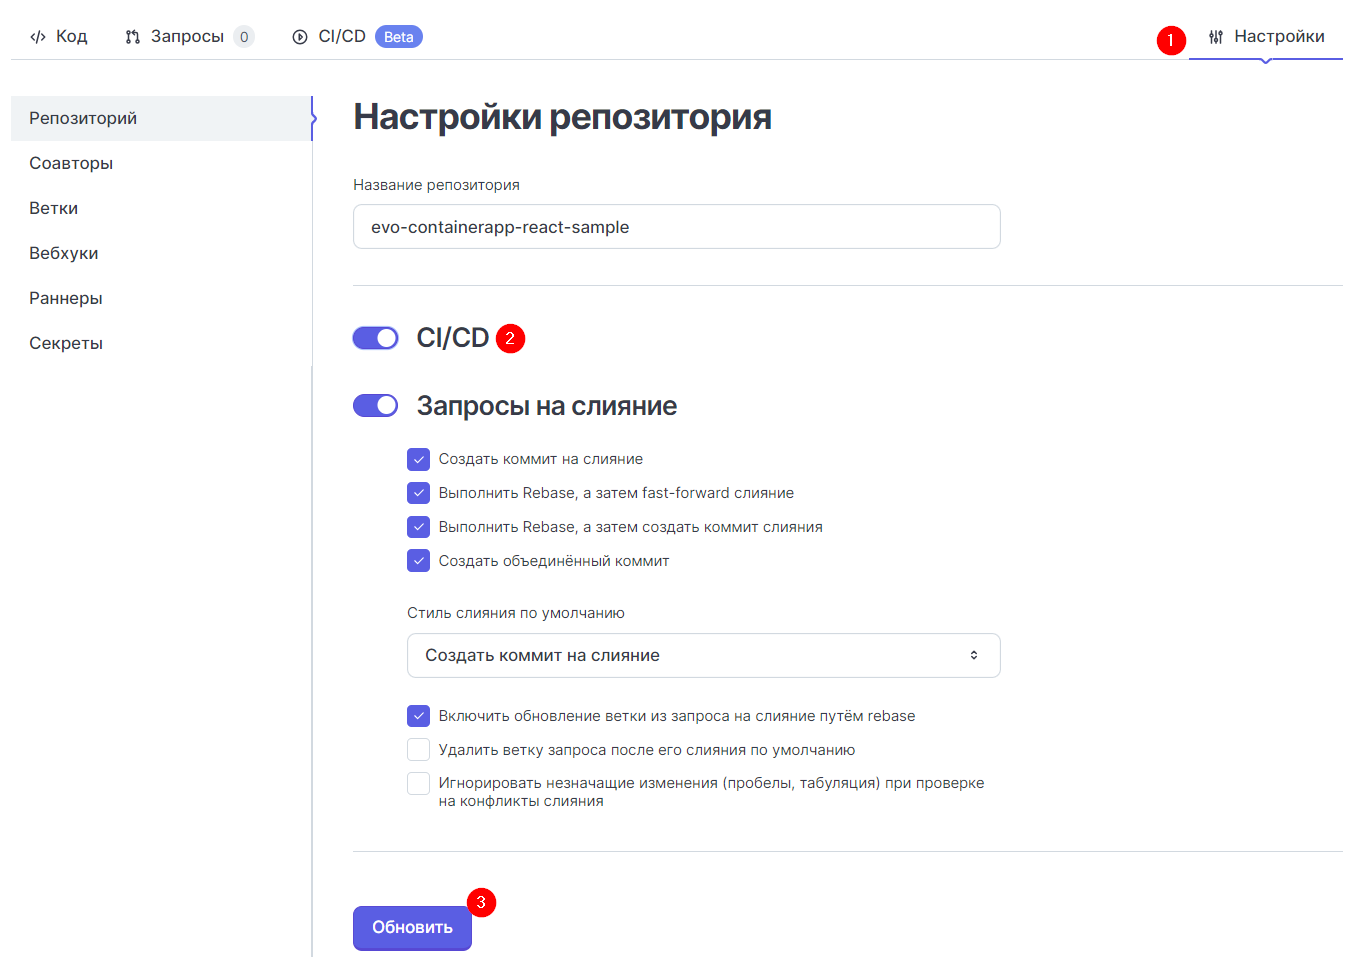 Код
Запросы 0
CI/CD Beta
1
Настройки
Репозиторий
Соавторы
Ветки
Вебхуки
Раннеры
Секреты
Настройки репозитория
Название репозитория
evo-containerapp-react-sample
CI/CD 2
Запросы на слияние
Создать коммит на слияние
Выполнить Rebase, а затем fast-forward слияние
Выполнить Rebase, а затем создать коммит слияния
Создать объединённый коммит
Стиль слияния по умолчанию
Создать коммит на слияние
Включить обновление ветки из запроса на слияние путём rebase
Удалить ветку запроса после его слияния по умолчанию
Игнорировать незначащие изменения (пробелы, табуляция) при проверке
на конфликты слияния
3
Обновить